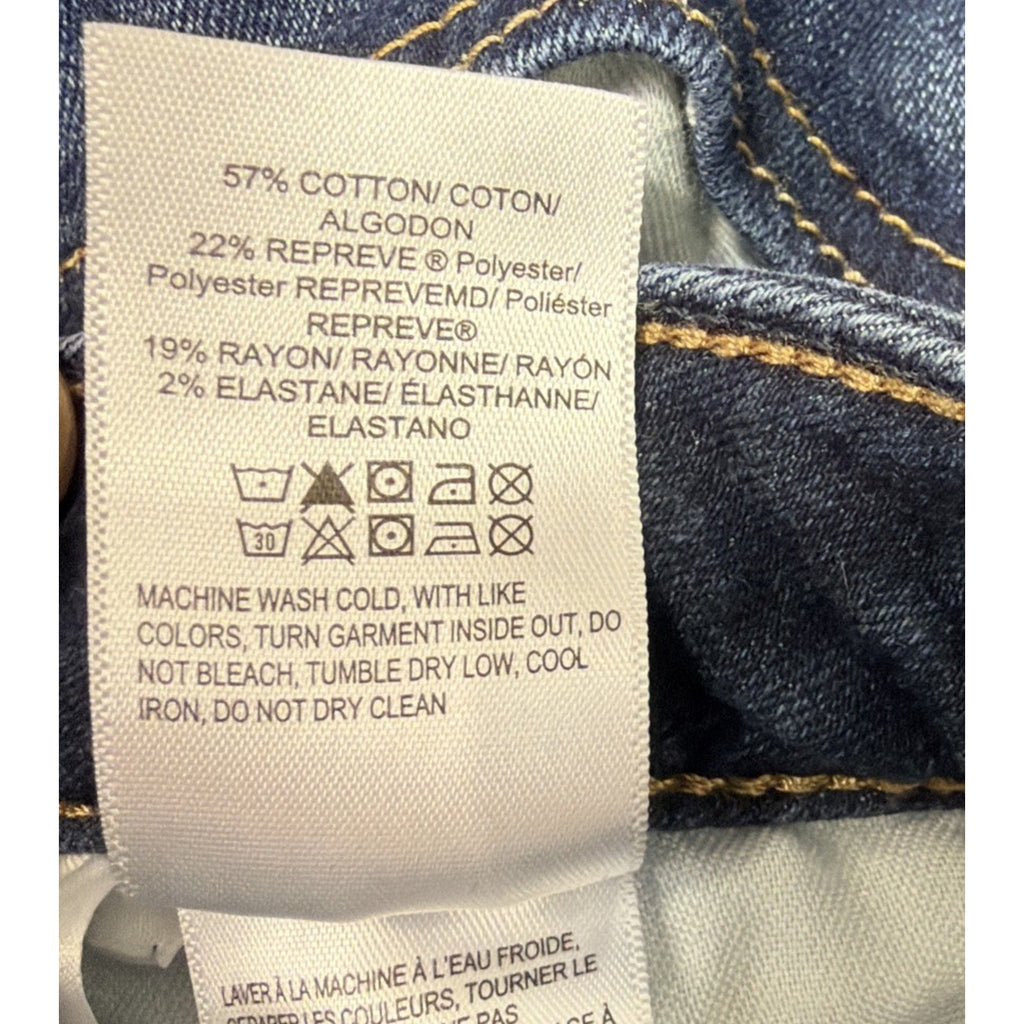 57% COTTON/ COTON/
ALGODON
22% REPREVE ® Polyester/
Polyester REPREVEMD/ Poliéster
REPREVE®
19% RAYON/ RAYONNE/ RAYÓN
2% ELASTANE/ ÉLASTHANNE/
ELASTANO
30
MACHINE WASH COLD, WITH LIKE
COLORS, TURN GARMENT INSIDE OUT, DO
NOT BLEACH, TUMBLE DRY LOW, COOL
IRON, DO NOT DRY CLEAN
LAVER À LA MACHINE À L'EAU FROIDE,
LES COULEURS, TOURNER LE
PAS